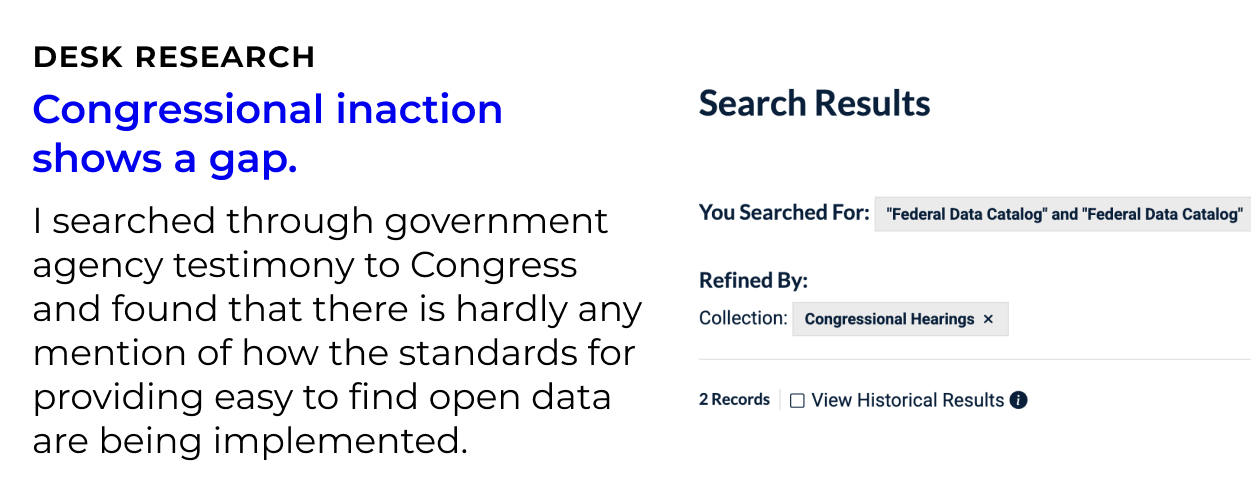 DESK RESEARCH
Congressional inaction
shows a gap.
I searched through government
agency testimony to Congress
and found that there is hardly any
mention of how the standards for
providing easy to find open data
are being implemented.
Search Results
You Searched For: "Federal Data Catalog" and "Federal Data Catalog"
Refined By:
Collection: Congressional Hearings ×
2 Records View Historical Results i